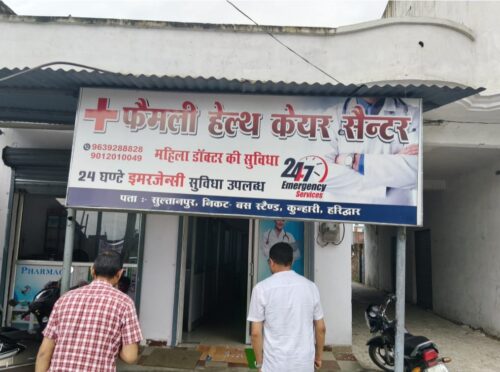 फैमली हेल्थ केयर सैन्टर
9639288828
9012010049
महिला डॉक्टर की सुविधा
24 घण्टे इमरजेन्सी सुविधा उपलब्ध
24/7
Emergency
Services
पता :- सुल्तानपुर, निकट- बस स्टैण्ड, कुन्हारी, हरिद्वार
PHARMAC